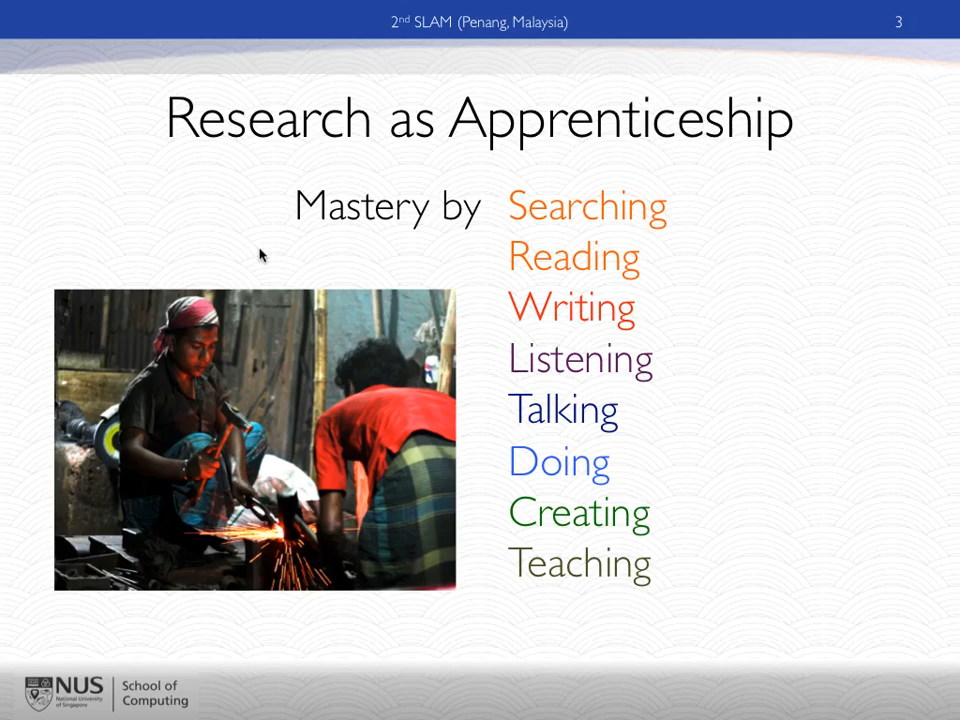 2nd SLAM (Penang, Malaysia)
3
Research as Apprenticeship
Mastery by Searching
Reading
Writing
Listening
Talking
Doing
Creating
Teaching
NUS
National University
of Singapore
School of
Computing